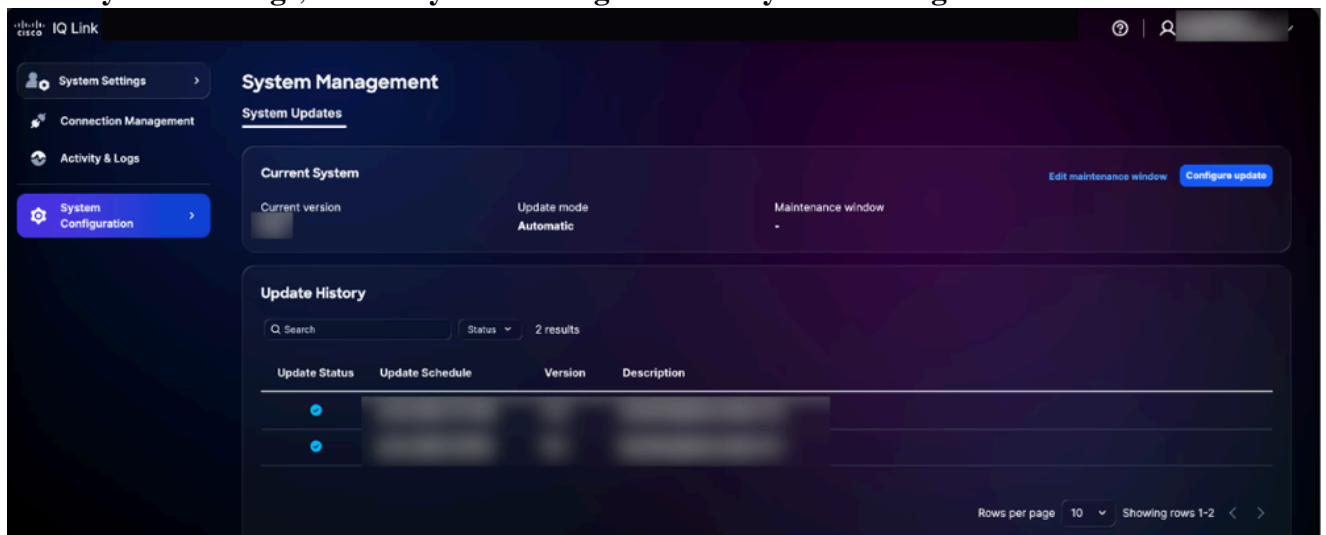 cisco IQ Link
System Settings
System Management
System Updates
Connection Management
Activity & Logs
System
Configuration
Current System
Edit maintenance window
Configure update
Current version
Update mode
Maintenance window
Automatic
-
Update History
Search
Status
2 results
Update Status
Update Schedule
Version
Description
Rows per page
10
Showing rows 1-2